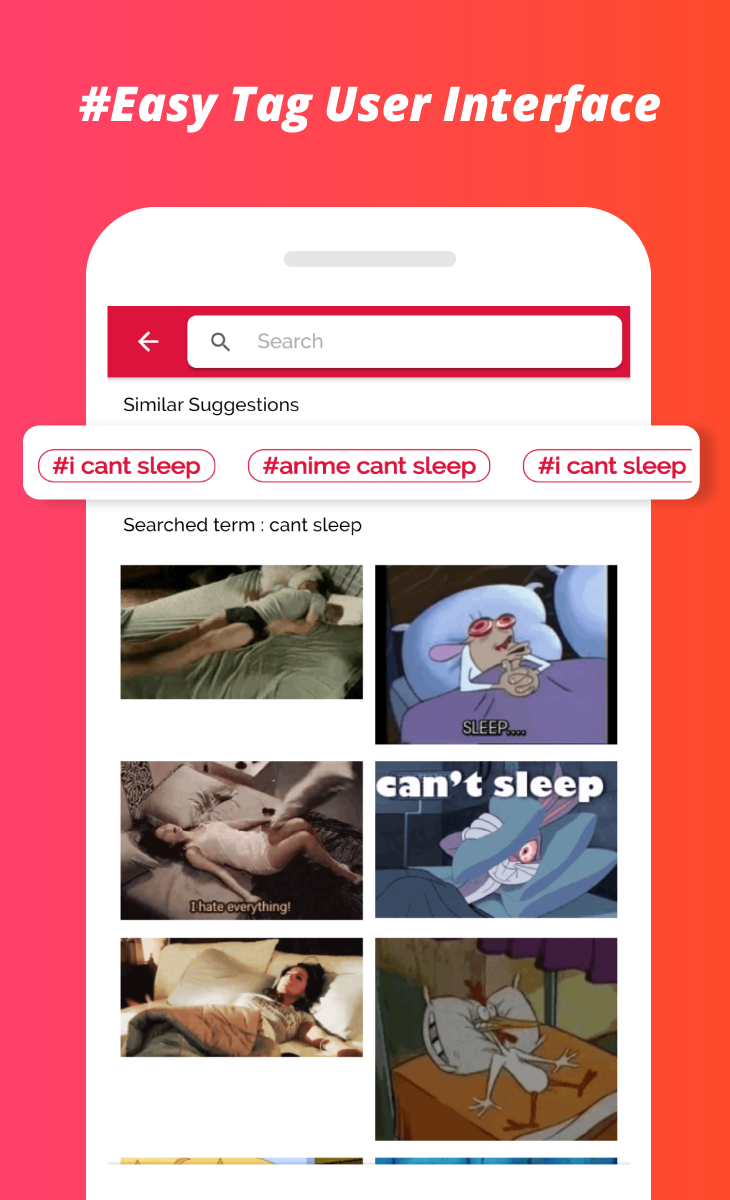 #Easy Tag User Interface
Search
Similar Suggestions
#i cant sleep #anime cant sleep #i cant sleep
Searched term : cant sleep
SLEEP....
can't sleep
I hate everything!